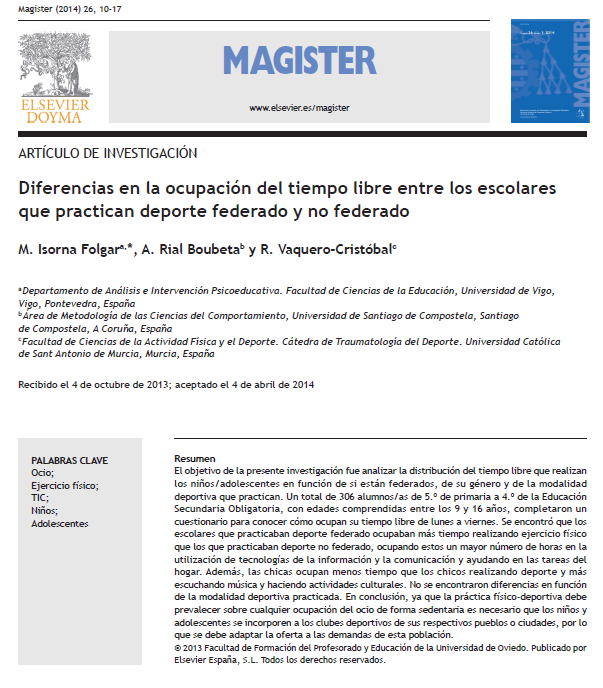 Magister (2014) 26, 10-17
ELSEVIER
DOYMA
MAGISTER
www.elsevier.es/magister
MAGISTER
ARTÍCULO DE INVESTIGACIÓN
Diferencias en la ocupación del tiempo libre entre los escolares
que practican deporte federado y no federado
M. Isorna Folgar^a,*, A. Rial Boubeta^b y R. Vaquero-Cristóbal^c
^a Departamento de Análisis e Intervención Psicoeducativa. Facultad de Ciencias de la Educación, Universidad de Vigo,
Vigo, Pontevedra, España
^b Área de Metodología de las Ciencias del Comportamiento, Universidad de Santiago de Compostela, Santiago
de Compostela, A Coruña, España
^c Facultad de Ciencias de la Actividad Física y el Deporte. Cátedra de Traumatología del Deporte. Universidad Católica
de Sant Antonio de Murcia, Murcia, España
Recibido el 4 de octubre de 2013; aceptado el 4 de abril de 2014
PALABRAS CLAVE
Ocio;
Ejercicio físico;
TIC;
Niños;
Adolescentes
Resumen
El objetivo de la presente investigación fue analizar la distribución del tiempo libre que realizan
los niños/adolescentes en función de si están federados, de su género y de la modalidad
deportiva que practican. Un total de 306 alumnos/as de 5.º de primaria a 4.º de la Educación
Secundaria Obligatoria, con edades comprendidas entre los 9 y 16 años, completaron un
cuestionario para conocer cómo ocupan su tiempo libre de lunes a viernes. Se encontró que los
escolares que practicaban deporte federado ocupaban más tiempo realizando ejercicio físico
que los que practicaban deporte no federado, ocupando estos un mayor número de horas en la
utilización de tecnologías de la información y la comunicación y ayudando en las tareas del
hogar. Además, las chicas ocupan menos tiempo que los chicos realizando deporte y más
escuchando música y haciendo actividades culturales. No se encontraron diferencias en función
de la modalidad deportiva practicada. En conclusión, ya que la práctica físico-deportiva debe
prevalecer sobre cualquier ocupación del ocio de forma sedentaria es necesario que los niños y
adolescentes se incorporen a los clubes deportivos de sus respectivos pueblos o ciudades, por lo
que se debe adaptar la oferta a las demandas de esta población.
© 2013 Facultad de Formación del Profesorado y Educación de la Universidad de Oviedo. Publicado por
Elsevier España, S.L. Todos los derechos reservados.